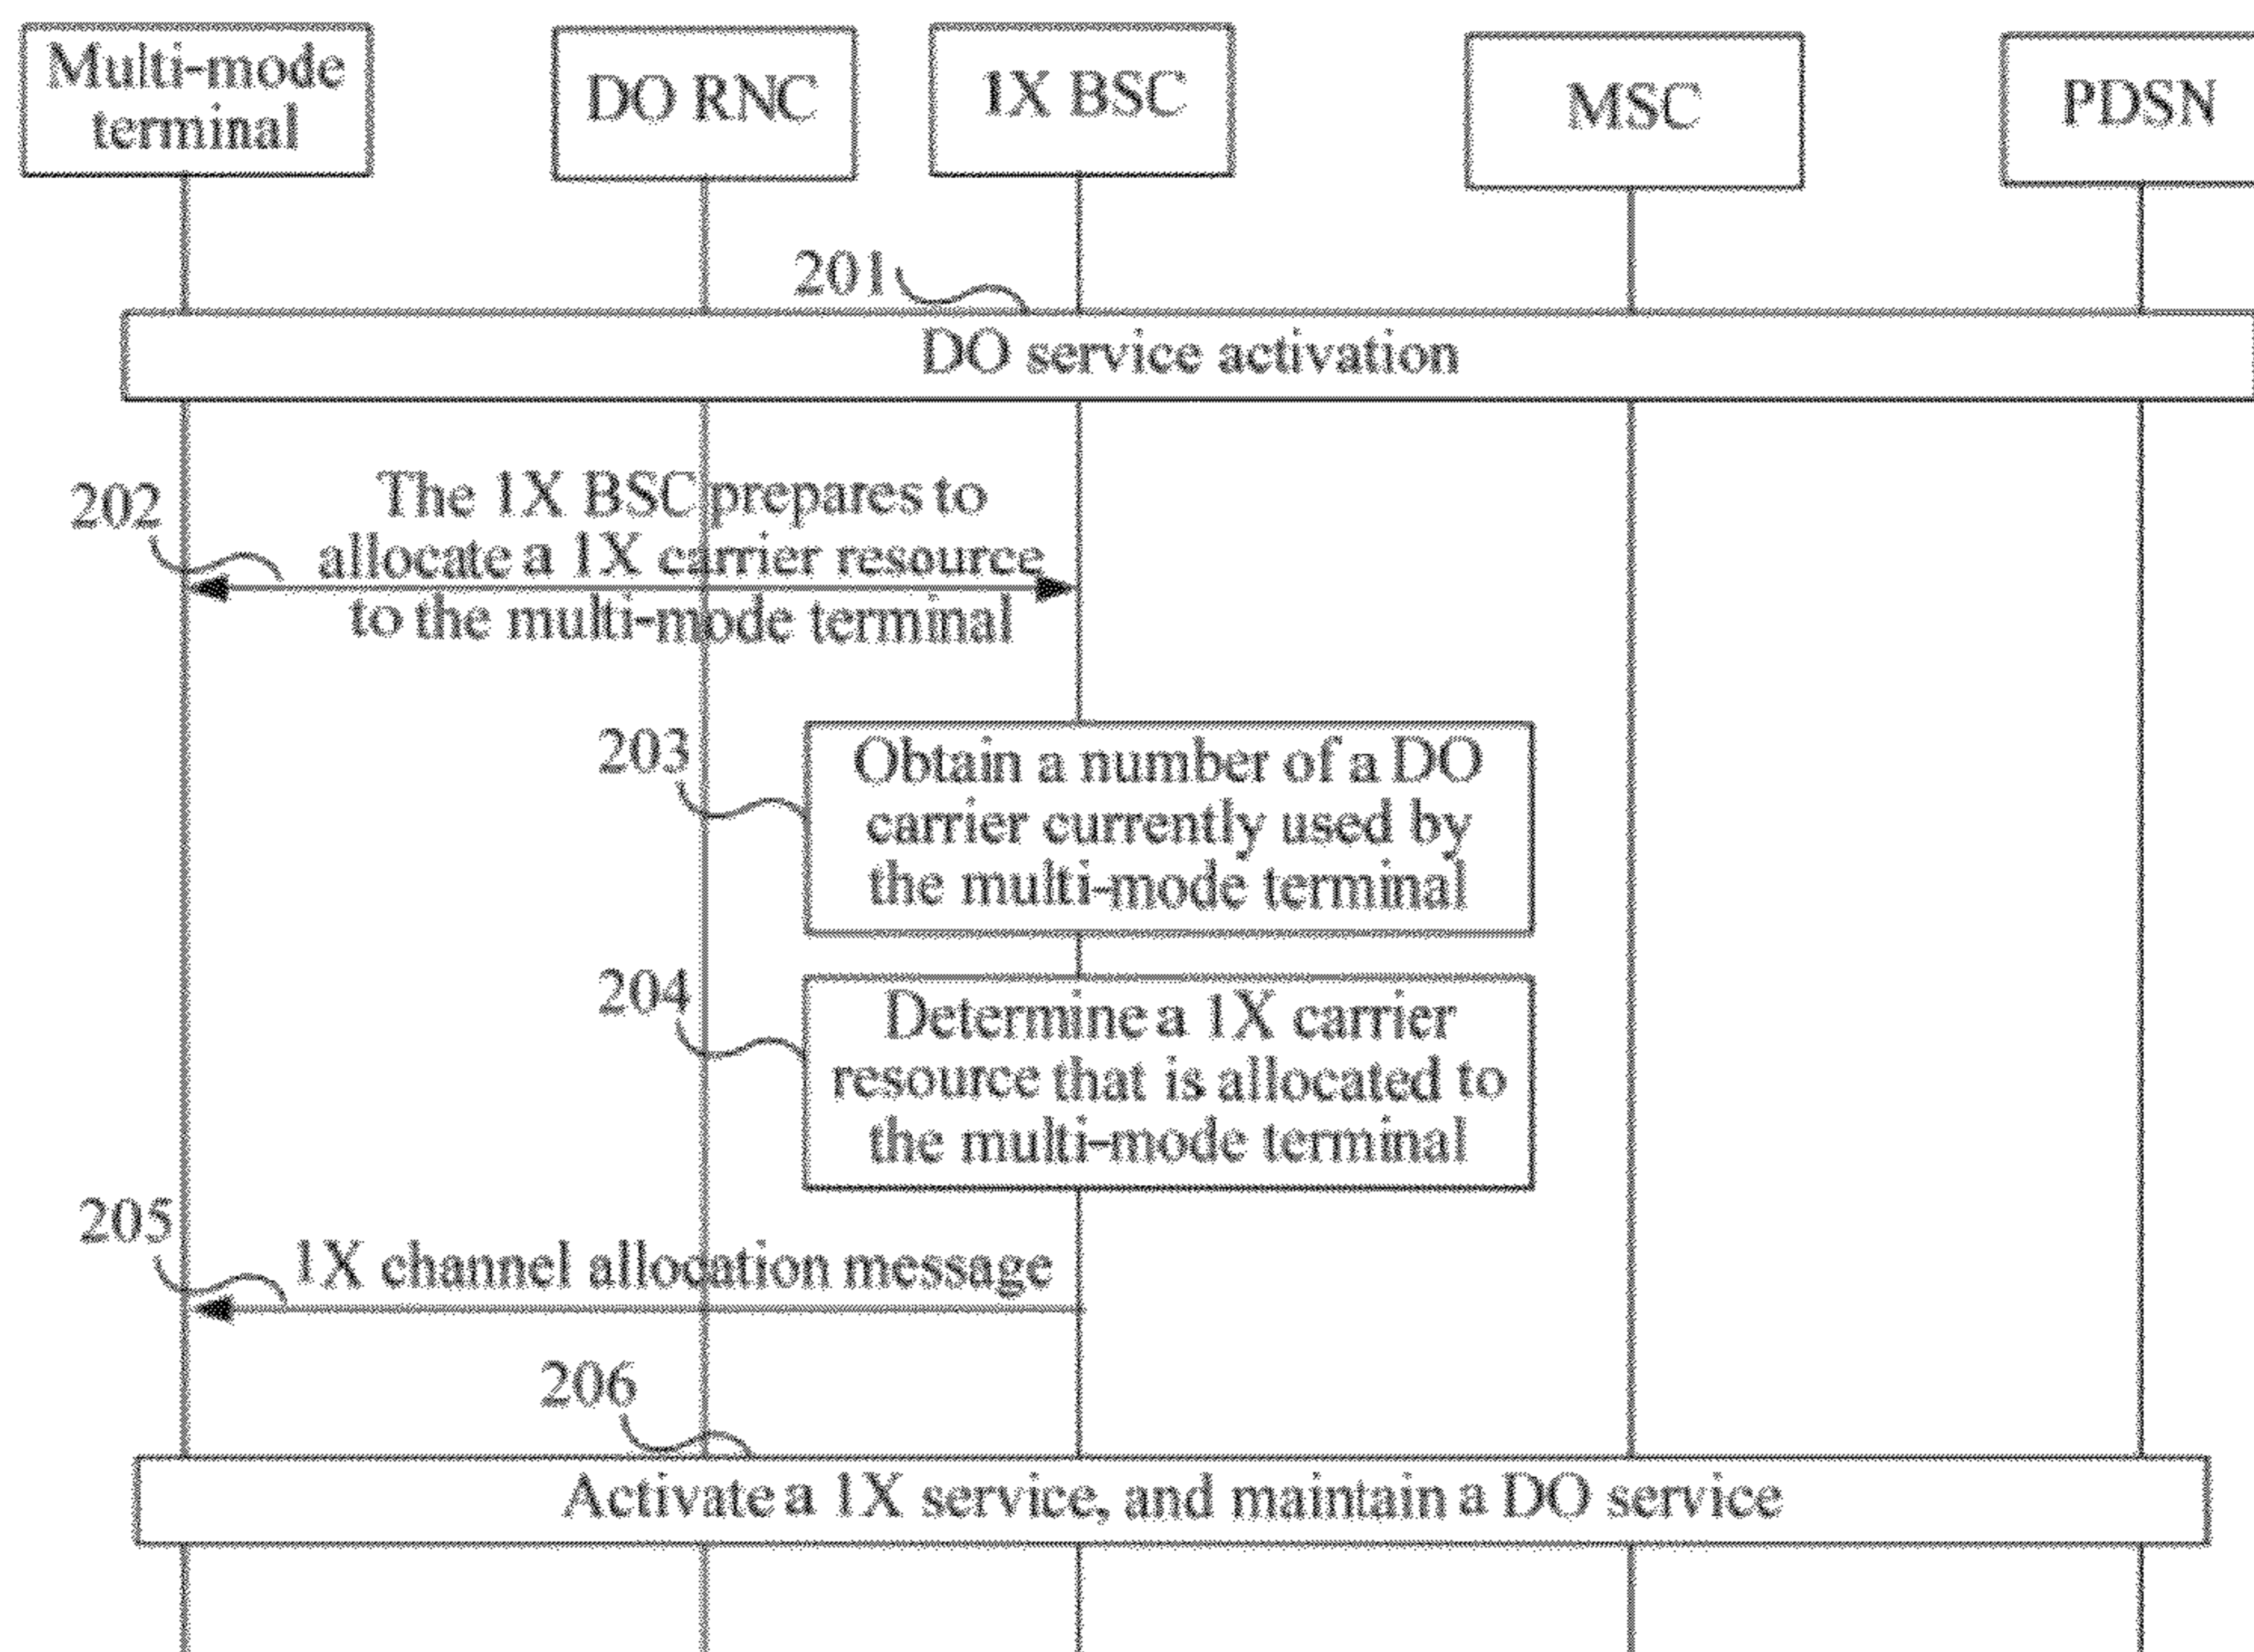 Multi-mode
terminal
DO RNC
1X BSC
MSC
PDSN
201
DO service activation
202
The 1X BSC prepares to
allocate a 1X carrier resource
to the multi-mode terminal
203
Obtain a number of a DO
carrier currently used by
the multi-mode terminal
204
Determine a 1X carrier
resource that is allocated to
the multi-mode terminal
205
1X channel allocation message
206
Activate a 1X service, and maintain a DO service